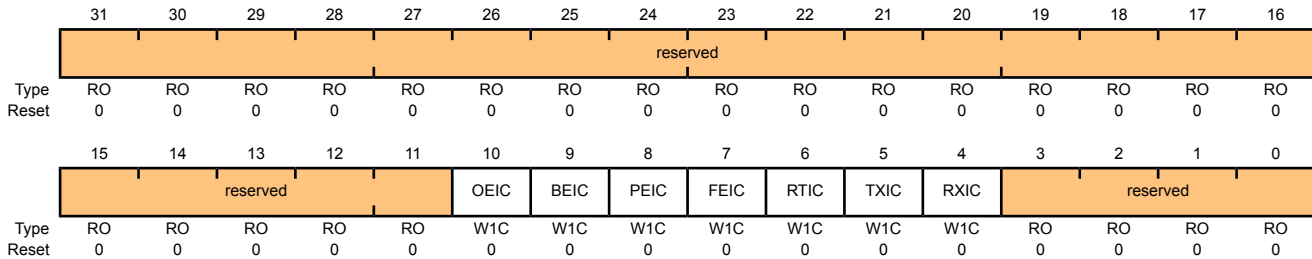 31 30 29 28 27 26 25 24 23 22 21 20 19 18 17 16
reserved
Type RO RO RO RO RO RO RO RO RO RO RO RO RO RO RO RO
Reset 0 0 0 0 0 0 0 0 0 0 0 0 0 0 0 0
15 14 13 12 11 10 9 8 7 6 5 4 3 2 1 0
reserved OEIC BEIC PEIC FEIC RTIC TXIC RXIC reserved
Type RO RO RO RO RO W1C W1C W1C W1C W1C W1C W1C RO RO RO RO
Reset 0 0 0 0 0 0 0 0 0 0 0 0 0 0 0 0